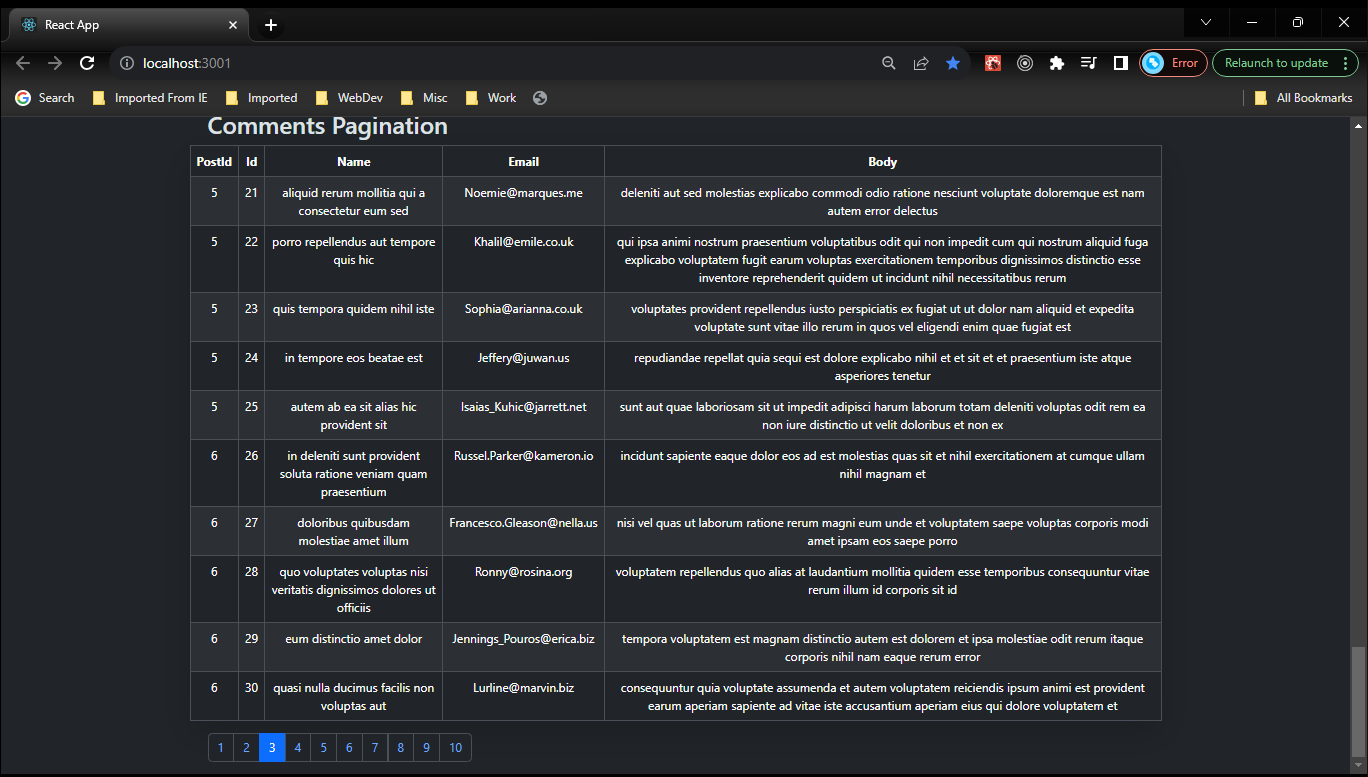 React App
localhost:3001
Error
Relaunch to update
Search Imported From IE Imported WebDev Misc Work All Bookmarks
Comments Pagination
PostId Id Name Email Body
5 21 aliquid rerum mollitia qui a Noemie@marques.me deleniti aut sed molestias explicabo commodi odio ratione nesciunt voluptate doloremque est nam
consectetur eum sed autem error delectus
5 22 porro repellendus aut tempore Khalil@emile.co.uk qui ipsa animi nostrum praesentium voluptatibus odit qui non impedit cum qui nostrum aliquid fuga
quis hic explicabo voluptatem fugit earum voluptas exercitationem temporibus dignissimos distinctio esse
inventore reprehenderit quidem ut incidunt nihil necessitatibus rerum
5 23 quis tempora quidem nihil iste Sophia@arianna.co.uk voluptates provident repellendus iusto perspiciatis ex fugiat ut ut dolor nam aliquid et expedita
voluptate sunt vitae illo rerum in quos vel eligendi enim quae fugiat est
5 24 in tempore eos beatae est Jeffery@juwan.us repudiandae repellat quia sequi est dolore explicabo nihil et et sit et et praesentium iste atque
asperiores tenetur
5 25 autem ab ea sit alias hic Isaias_Kuhic@jarrett.net sunt aut quae laboriosam sit ut impedit adipisci harum laborum totam deleniti voluptas odit rem ea
provident sit non iure distinctio ut velit doloribus et non ex
6 26 in deleniti sunt provident Russel.Parker@kameron.io incidunt sapiente eaque dolor eos ad est molestias quas sit et nihil exercitationem at cumque ullam
soluta ratione veniam quam nihil magnam et
praesentium
6 27 doloribus quibusdam Francesco.Gleason@nella.us nisi vel quas ut laborum ratione rerum magni eum unde et voluptatem saepe voluptas corporis modi
molestiae amet illum amet ipsam eos saepe porro
6 28 quo voluptates voluptas nisi Ronny@rosina.org voluptatem repellendus quo alias at laudantium mollitia quidem esse temporibus consequuntur vitae
veritatis dignissimos dolores ut rerum illum id corporis sit id
officiis
6 29 eum distinctio amet dolor Jennings_Pouros@erica.biz tempora voluptatem est magnam distinctio autem est dolorem et ipsa molestiae odit rerum itaque
corporis nihil nam eaque rerum error
6 30 quasi nulla ducimus facilis non Lurline@marvin.biz consequuntur quia voluptate assumenda et autem voluptatem reiciendis ipsum animi est provident
voluptas aut earum aperiam sapiente ad vitae iste accusantium aperiam eius qui dolore voluptatem et
1 2 3 4 5 6 7 8 9 10